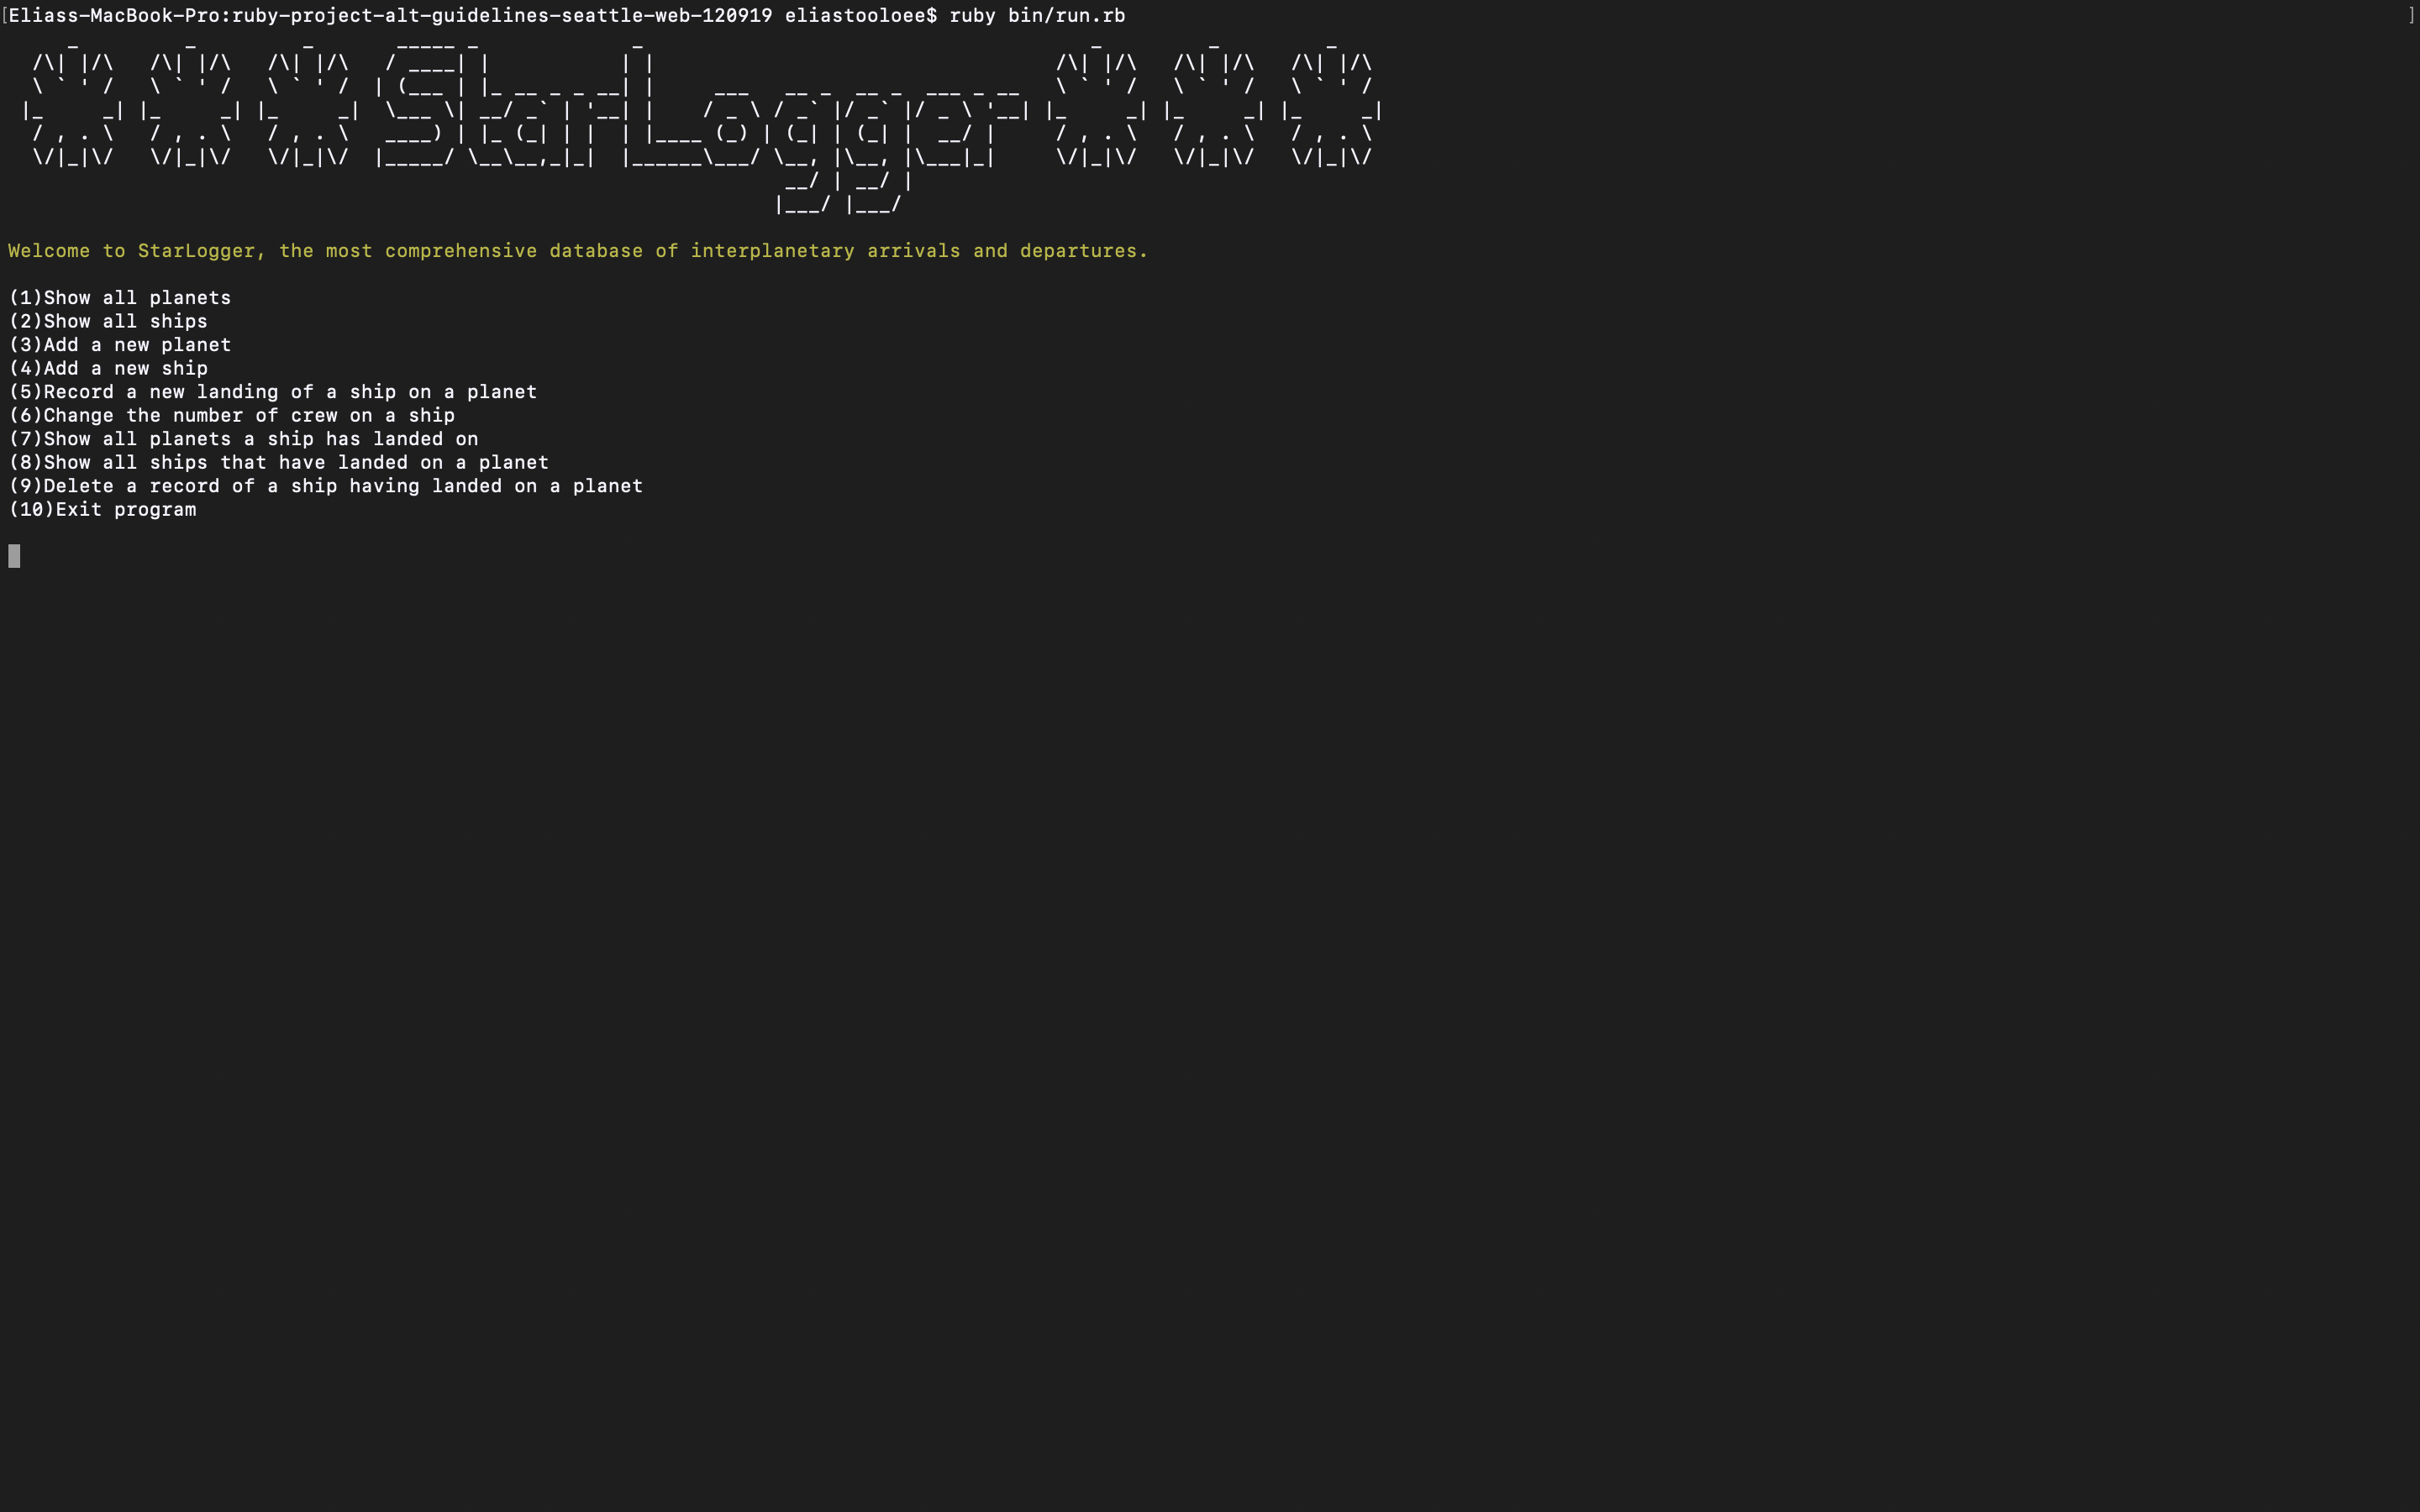 [Eliass-MacBook-Pro:ruby-project-alt-guidelines-seattle-web-120919 eliastooloee$ ruby bin/run.rb ]
***StarLogger***
Welcome to StarLogger, the most comprehensive database of interplanetary arrivals and departures.
(1)Show all planets
(2)Show all ships
(3)Add a new planet
(4)Add a new ship
(5)Record a new landing of a ship on a planet
(6)Change the number of crew on a ship
(7)Show all planets a ship has landed on
(8)Show all ships that have landed on a planet
(9)Delete a record of a ship having landed on a planet
(10)Exit program